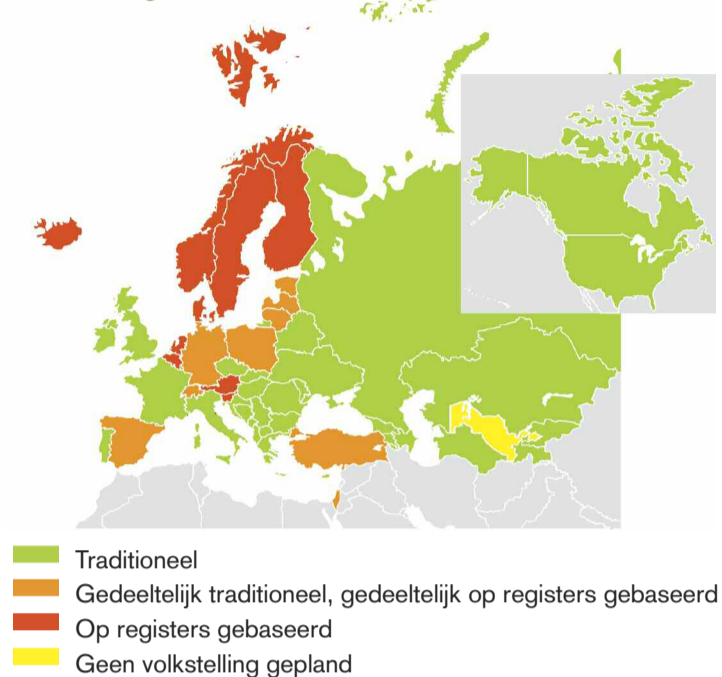 Traditioneel
Gedeeltelijk traditioneel, gedeeltelijk op registers gebaseerd
Op registers gebaseerd
Geen volkstelling gepland